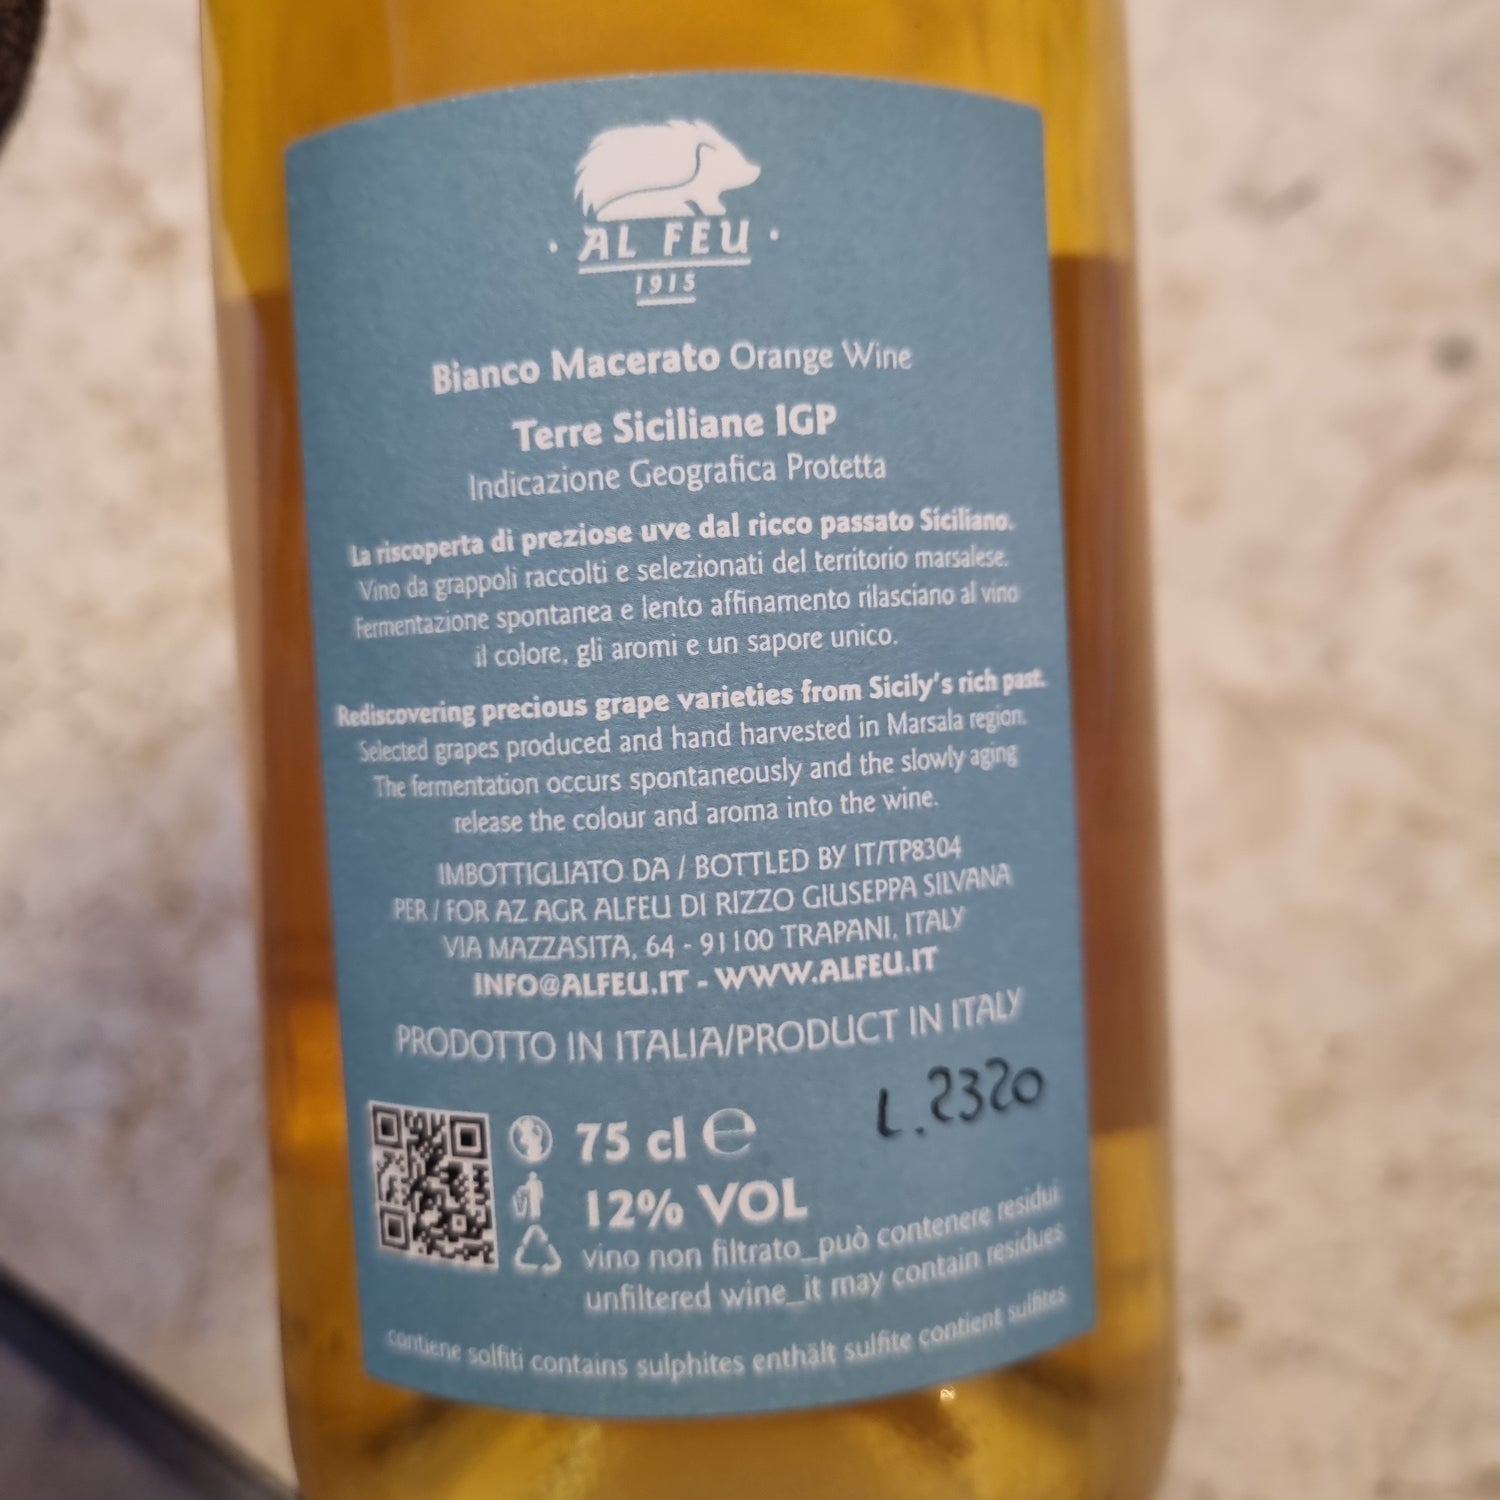 · AL FEU ·
1915
Bianco Macerato Orange Wine
Terre Siciliane IGP
Indicazione Geografica Protetta
La riscoperta di preziose uve dal ricco passato Siciliano.
Vino da grappoli raccolti e selezionati del territorio marsalese.
Fermentazione spontanea e lento affinamento rilasciano al vino
il colore, gli aromi e un sapore unico.
Rediscovering precious grape varieties from Sicily's rich past.
Selected grapes produced and hand harvested in Marsala region.
The fermentation occurs spontaneously and the slowly aging
release the colour and aroma into the wine.
IMBOTTIGLIATO DA / BOTTLED BY IT/TP8304
PER / FOR AZ AGR ALFEU DI RIZZO GIUSEPPA SILVANA
VIA MAZZASITA, 64 - 91100 TRAPANI, ITALY
INFO@ALFEU.IT - WWW.ALFEU.IT
PRODOTTO IN ITALIA/PRODUCT IN ITALY
L.2320
75 cl e
12% VOL
vino non filtrato_può contenere residui
unfiltered wine_it may contain residues
contiene solfiti contains sulphites enthält sulfite contient sulfites